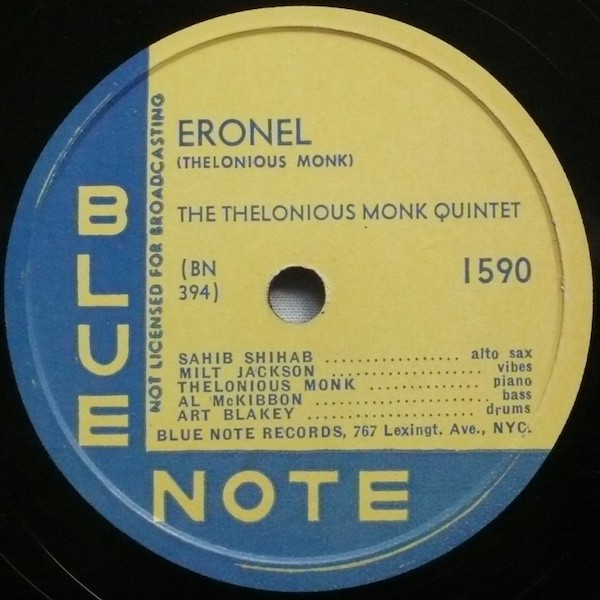 ERONEL
(THELONIOUS MONK)
THE THELONIOUS MONK QUINTET
(BN
394)
1590
SAHIB SHIHAB .................. alto sax
MILT JACKSON ....................... vibes
THELONIOUS MONK ............. piano
AL McKIBBON ........................ bass
ART BLAKEY ...................... drums
BLUE NOTE RECORDS, 767 Lexingt. Ave., NYC.
NOT LICENSED FOR BROADCASTING
BLUE
NOTE